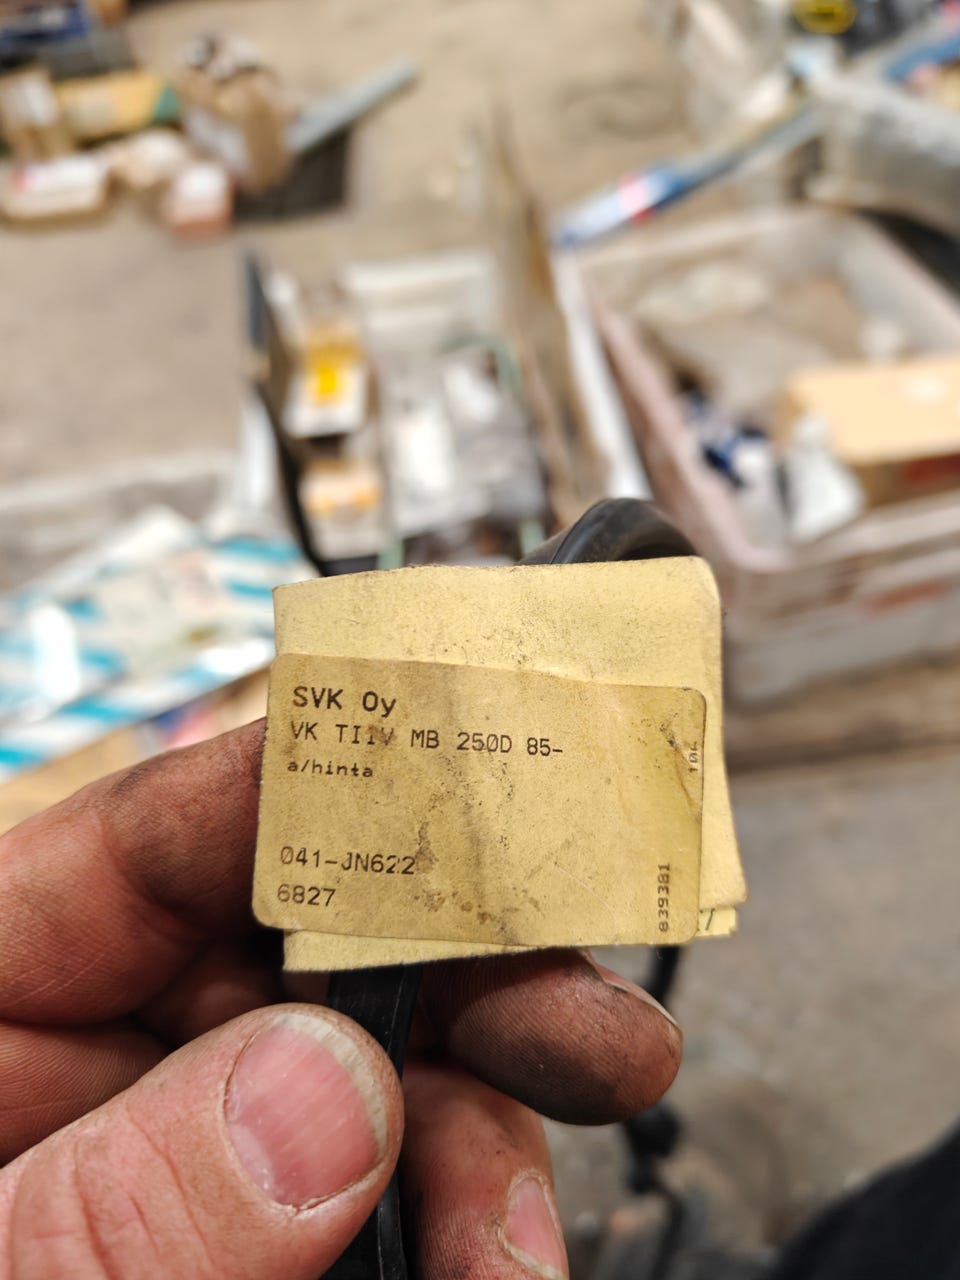 SVK Oy
VK TIIV MB 250D 85-
a/hinta
041-JN622
6827
839381